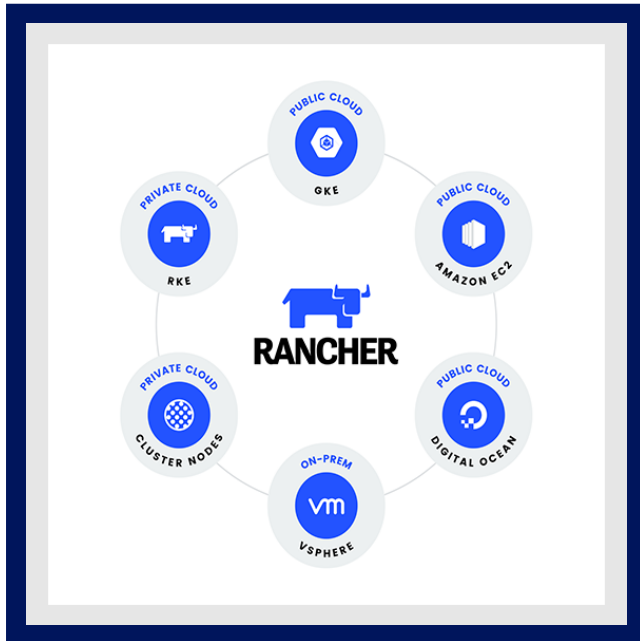 PUBLIC CLOUD
GKE
PRIVATE CLOUD
RKE
PUBLIC CLOUD
AMAZON EC2
RANCHER
PRIVATE CLOUD
CLUSTER NODES
PUBLIC CLOUD
DIGITAL OCEAN
ON-PREM
vm
VSPHERE